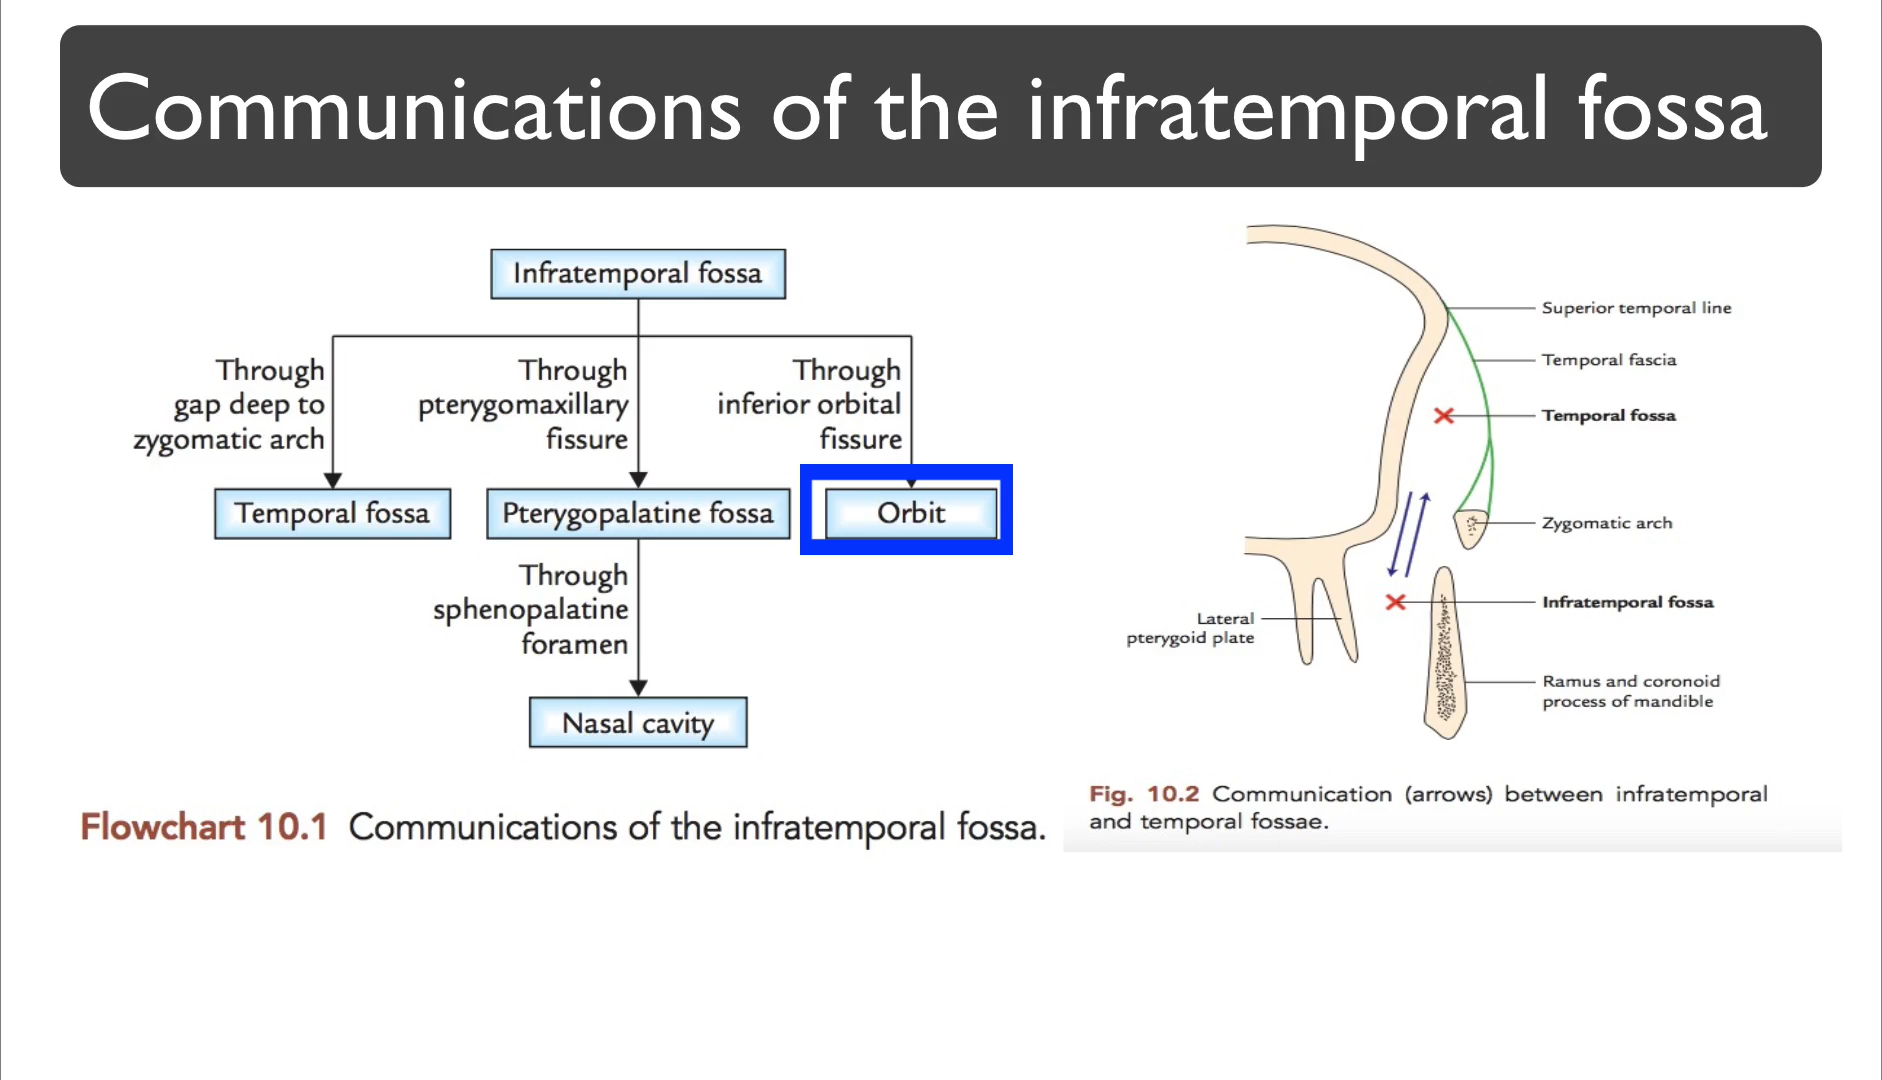 Communications of the infratemporal fossa
Infratemporal fossa
Through
gap deep to
zygomatic arch
Through
pterygomaxillary
fissure
Through
inferior orbital
fissure
Temporal fossa
Pterygopalatine fossa
Orbit
Through
sphenopalatine
foramen
Nasal cavity
Flowchart 10.1 Communications of the infratemporal fossa.
Superior temporal line
Temporal fascia
Temporal fossa
Zygomatic arch
Infratemporal fossa
Lateral
pterygoid plate
Ramus and coronoid
process of mandible
Fig. 10.2 Communication (arrows) between infratemporal
and temporal fossae.